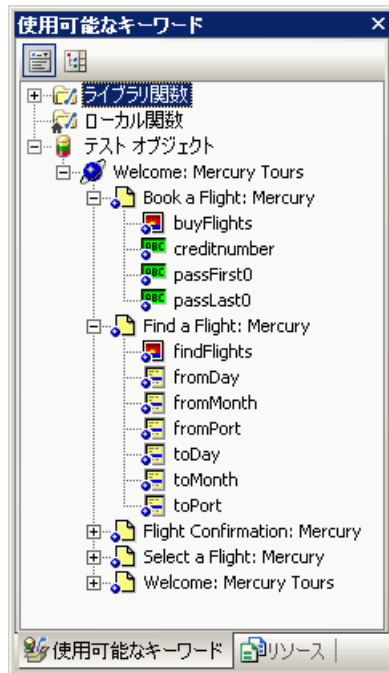 使用可能なキーワード
ライブラリ関数
ローカル関数
テスト オブジェクト
Welcome: Mercury Tours
Book a Flight: Mercury
buyFlights
creditnumber
passFirst0
passLast0
Find a Flight: Mercury
findFlights
fromDay
fromMonth
fromPort
toDay
toMonth
toPort
Flight Confirmation: Mercury
Select a Flight: Mercury
Welcome: Mercury Tours
使用可能なキーワード リソース